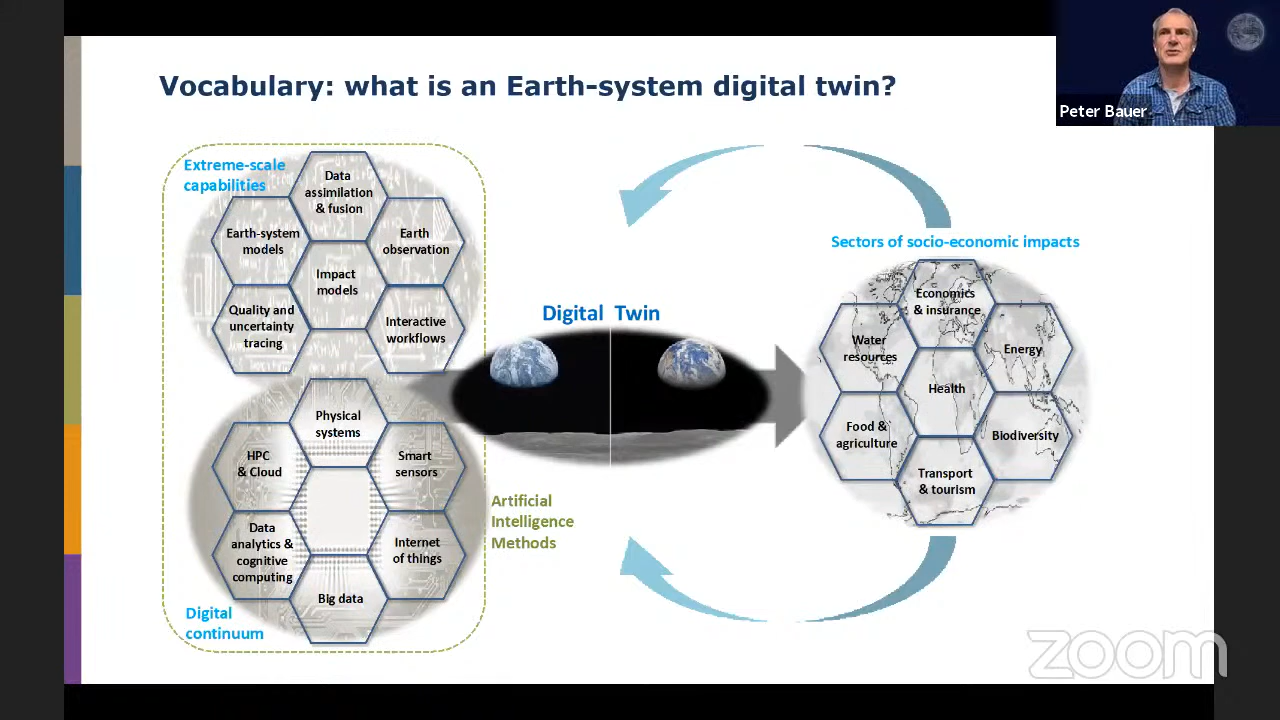 Vocabulary: what is an Earth-system digital twin?
Peter Bauer
Extreme-scale
capabilities
Data
assimilation
& fusion
Earth-system
models
Earth
observation
Impact
models
Quality and
uncertainty
tracing
Interactive
workflows
Physical
systems
HPC
& Cloud
Smart
sensors
Data
analytics &
cognitive
computing
Internet
of things
Big data
Digital
continuum
Artificial
Intelligence
Methods
Digital Twin
Sectors of socio-economic impacts
Economics
& insurance
Water
resources
Energy
Health
Food &
agriculture
Biodiversity
Transport
& tourism
zoom